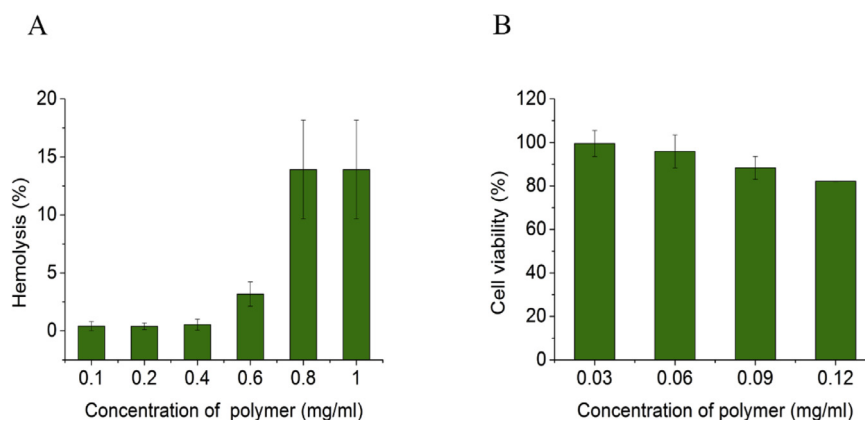 A
B
20
15
10
5
0
Hemolysis (%)
0.1 0.2 0.4 0.6 0.8 1
Concentration of polymer (mg/ml)
120
100
80
60
40
20
0
Cell viability (%)
0.03 0.06 0.09 0.12
Concentration of polymer (mg/ml)